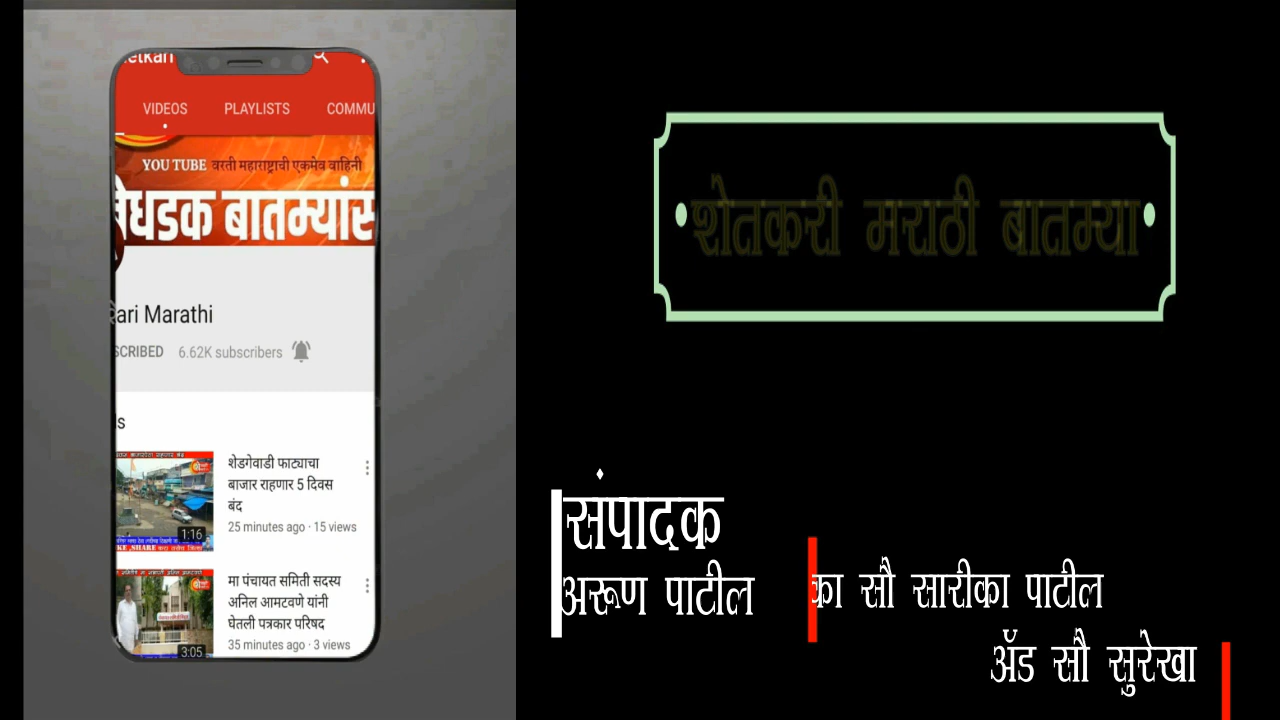 etkari
VIDEOS PLAYLISTS COMMU
YOU TUBE वरती महाराष्ट्राची एकमेव वाहिनी
बेधडक बातम्यांस
ari Marathi
SCRIBED 6.62K subscribers
ds
शेडगेवाडी फाट्याचा
बाजार राहणार 5 दिवस
बंद
25 minutes ago · 15 views
1:16
मा पंचायत समिती सदस्य
अनिल आमटवणे यांनी
घेतली पत्रकार परिषद
35 minutes ago · 3 views
3:05
शेतकरी मराठी बातम्या
संपादक
अरूण पाटील
का सौ सारीका पाटील
ॲड सौ सुरेखा